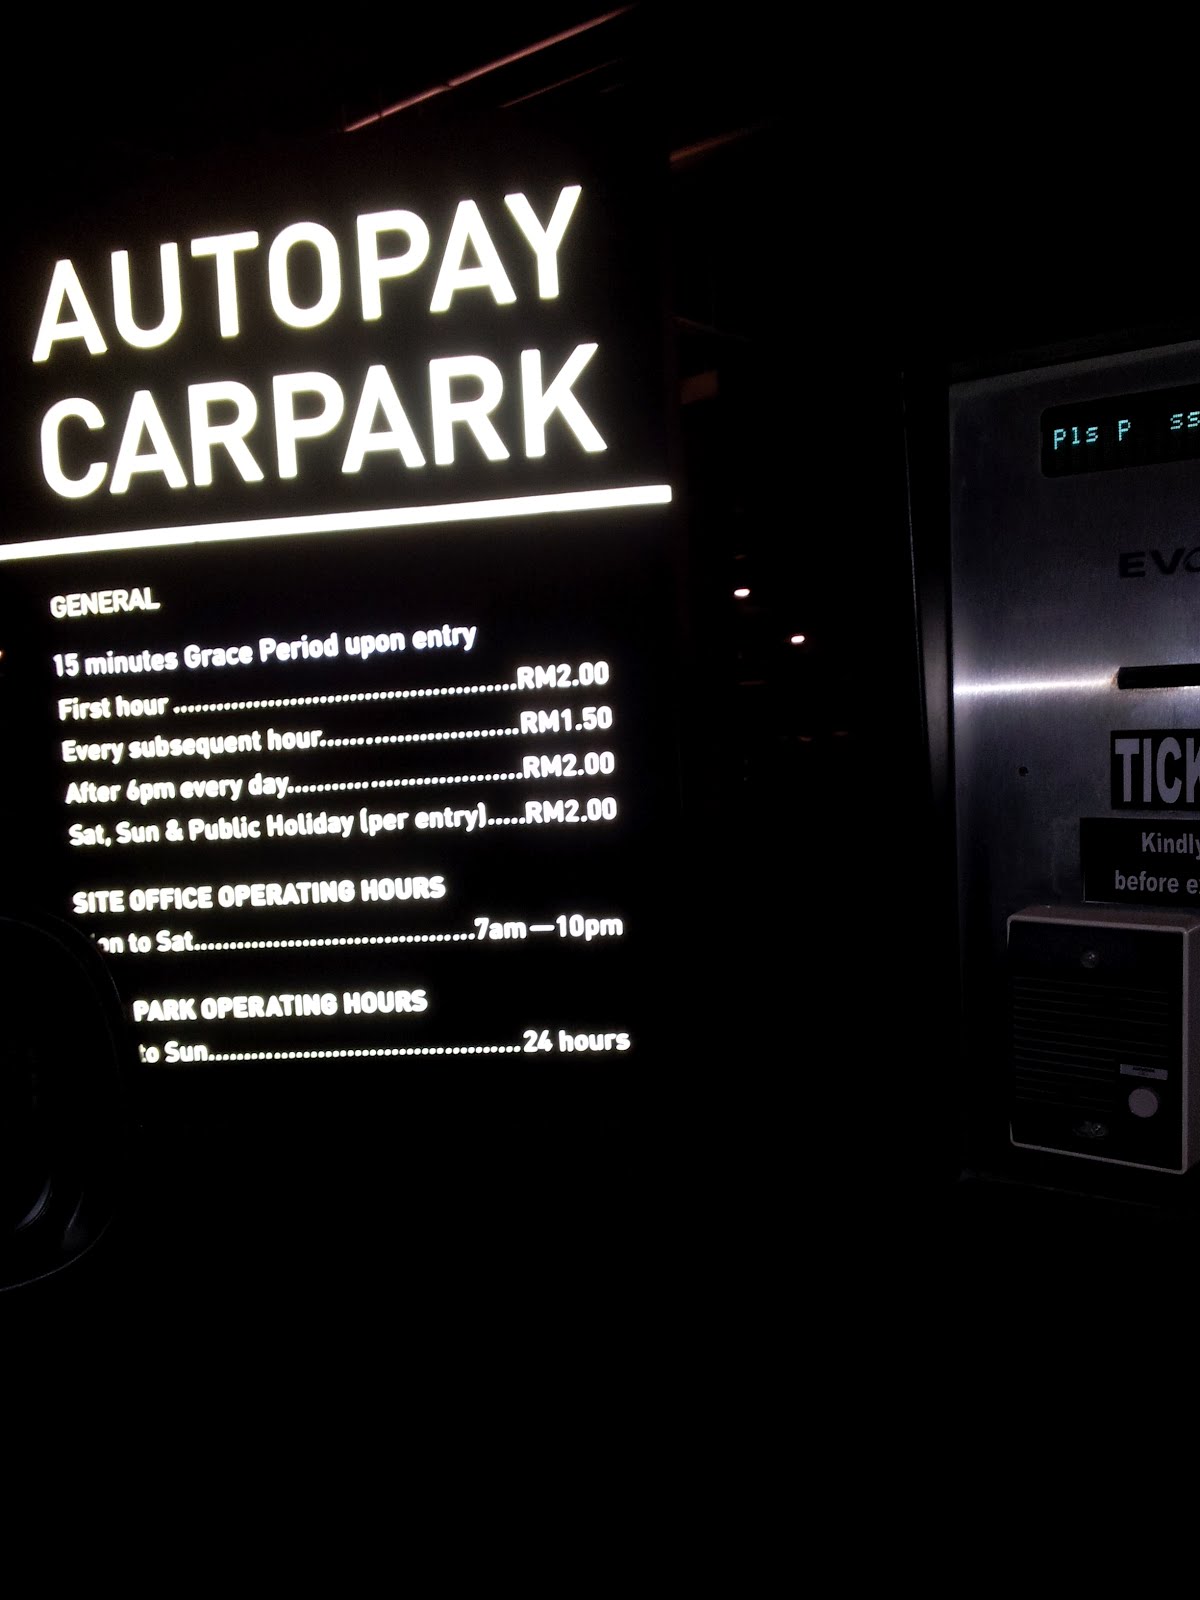 AUTOPAY
CARPARK
GENERAL
15 minutes Grace Period upon entry
First hour ..........................................RM2.00
Every subsequent hour........................RM1.50
After 6pm every day............................RM2.00
Sat, Sun & Public Holiday (per entry).....RM2.00
SITE OFFICE OPERATING HOURS
to Sat....................................7am—10pm
PARK OPERATING HOURS
to Sun.......................................24 hours
Pls P ss
EVO
TICK
Kindly
before e